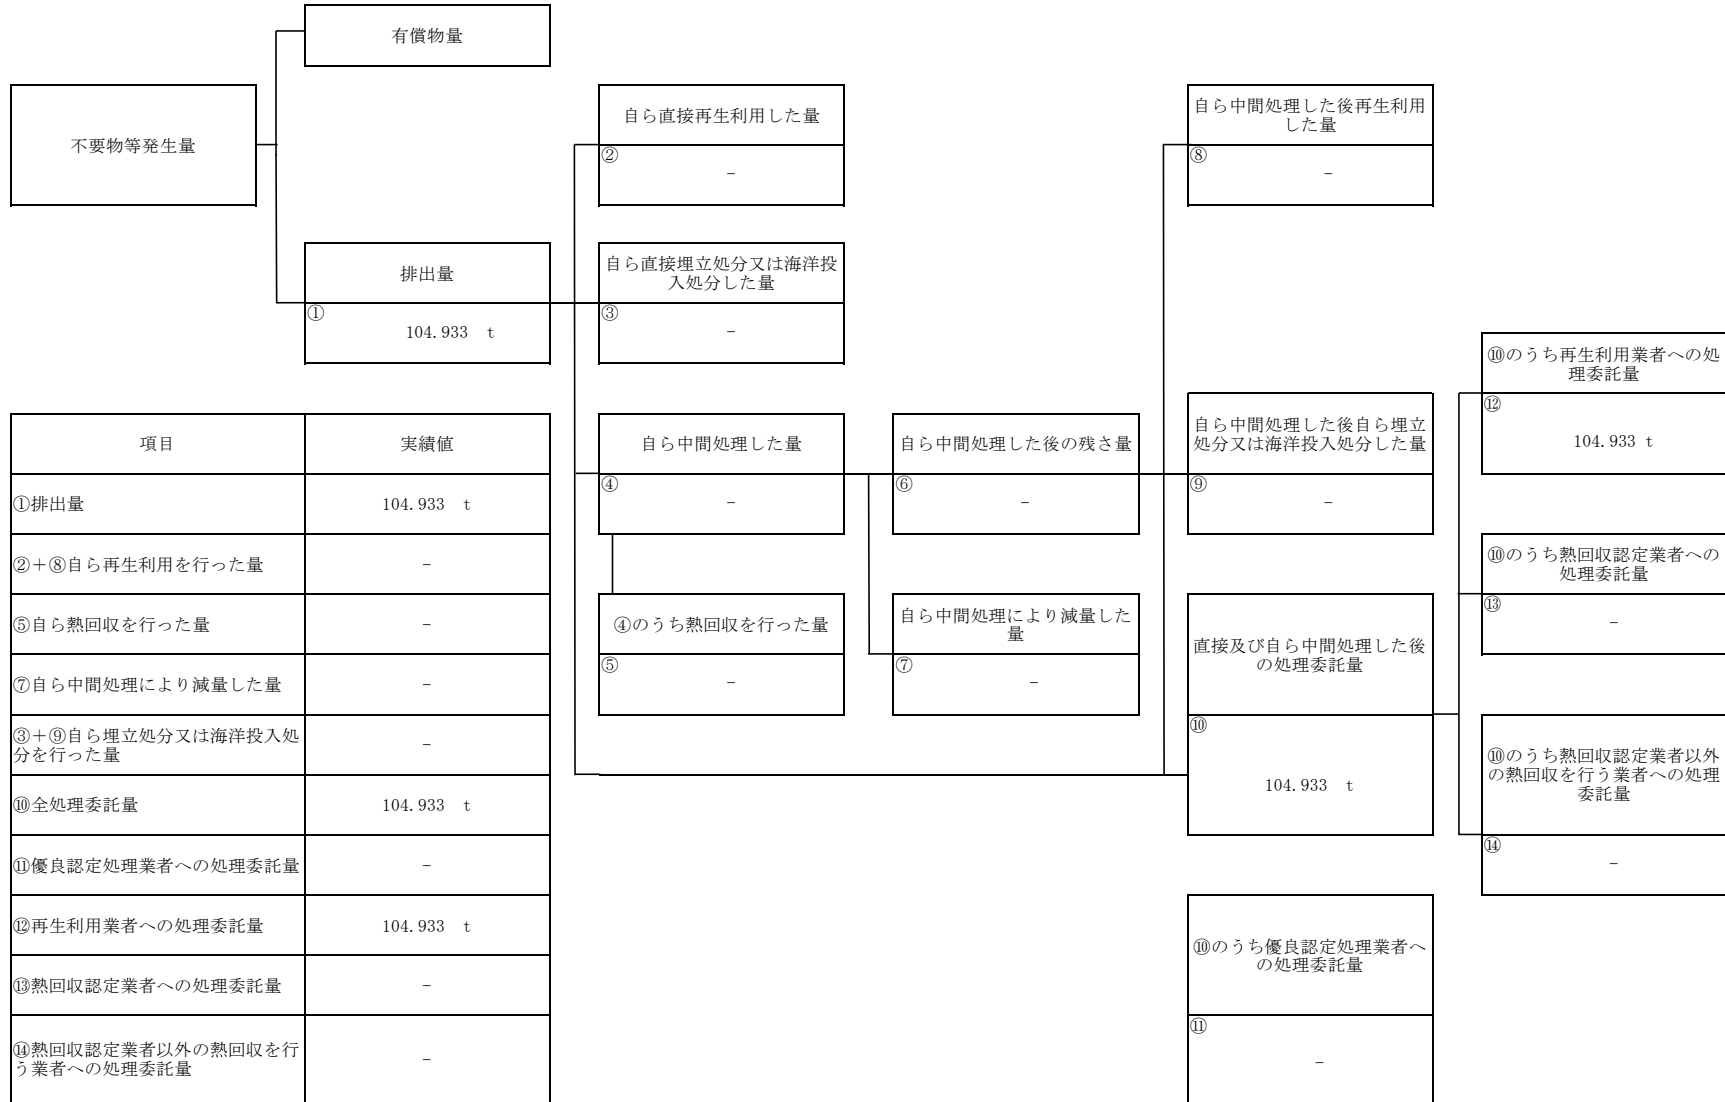 有償物量
不要物等発生量
自ら直接再生利用した量
②
-
自ら中間処理した後再生利用
した量
⑧
-
排出量
①
104.933 t
自ら直接埋立処分又は海洋投
入処分した量
③
-
⑩のうち再生利用業者への処
理委託量
⑫
104.933 t
自ら中間処理した量
④
-
自ら中間処理した後の残さ量
⑥
-
自ら中間処理した後自ら埋立
処分又は海洋投入処分した量
⑨
-
⑩のうち熱回収認定業者への
処理委託量
⑬
-
④のうち熱回収を行った量
⑤
-
自ら中間処理により減量した
量
⑦
-
直接及び自ら中間処理した後
の処理委託量
⑩
104.933 t
⑩のうち熱回収認定業者以外
の熱回収を行う業者への処理
委託量
⑭
-
⑩のうち優良認定処理業者へ
の処理委託量
⑪
-
項目 実績値
①排出量 104.933 t
②+⑧自ら再生利用を行った量 -
⑤自ら熱回収を行った量 -
⑦自ら中間処理により減量した量 -
③+⑨自ら埋立処分又は海洋投入処
分を行った量 -
⑩全処理委託量 104.933 t
⑪優良認定処理業者への処理委託量 -
⑫再生利用業者への処理委託量 104.933 t
⑬熱回収認定業者への処理委託量 -
⑭熱回収認定業者以外の熱回収を行
う業者への処理委託量 -